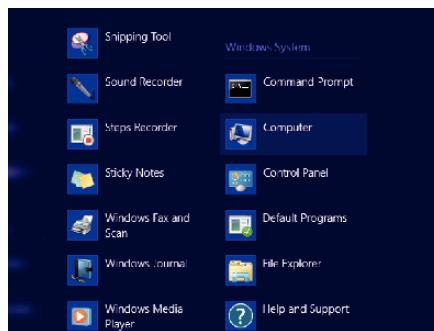 Snipping Tool
Sound Recorder
Steps Recorder
Sticky Notes
Windows Fax and
Scan
Windows Journal
Windows Media
Player
Windows System
Command Prompt
Computer
Control Panel
Default Programs
File Explorer
Help and Support